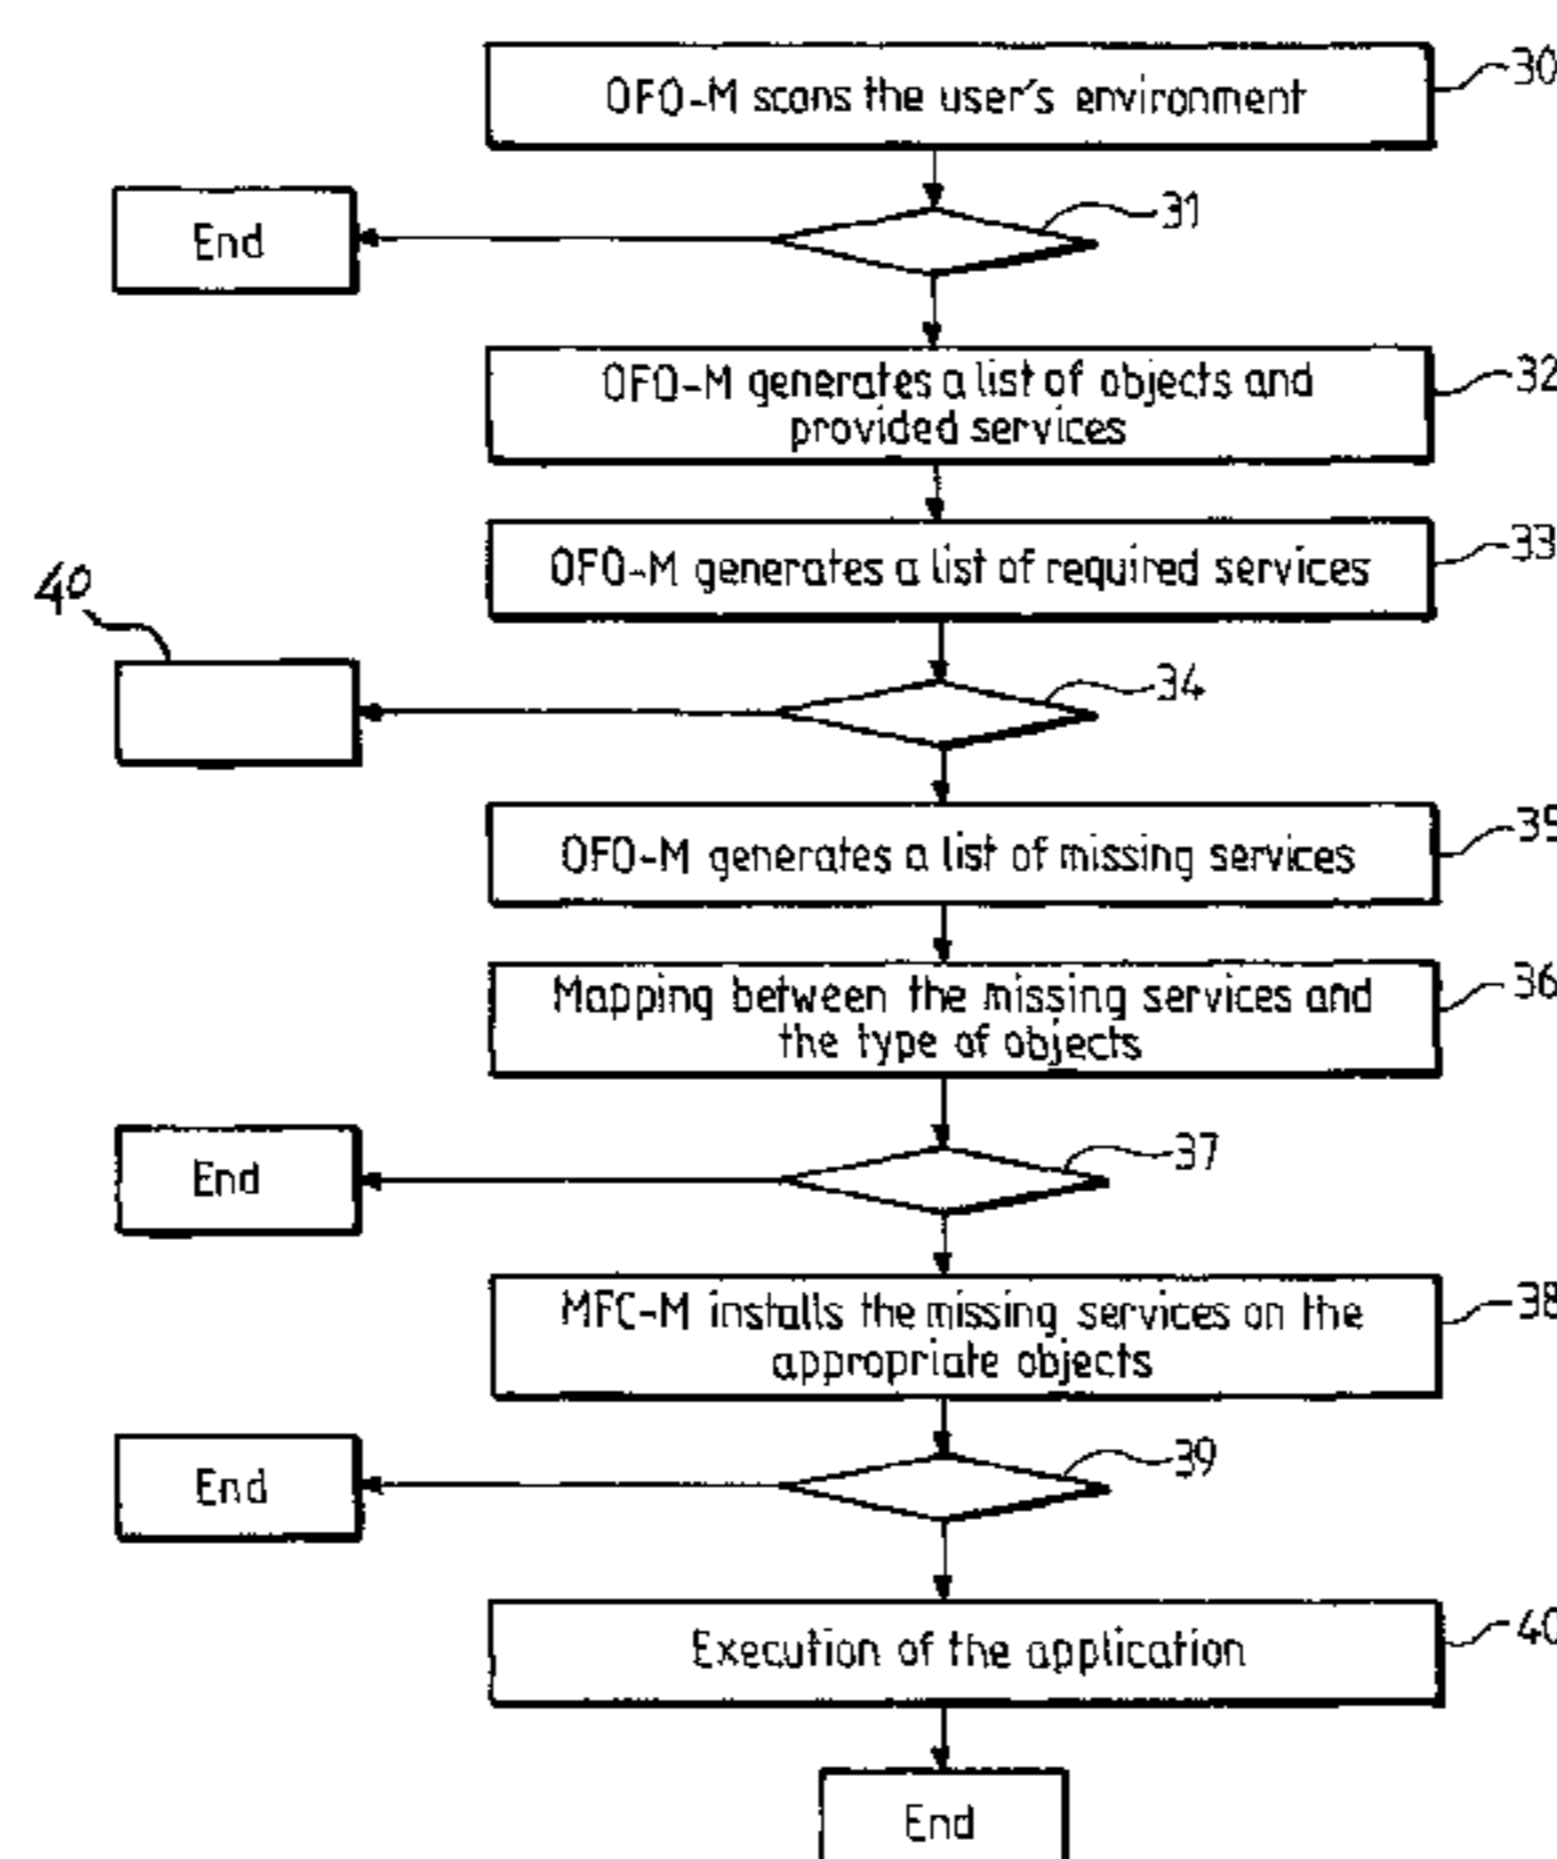 OFO-M scans the user's environment
30
31
End
OFO-M generates a list of objects and
provided services
32
OFO-M generates a list of required services
33
40
34
OFO-M generates a list of missing services
35
Mapping between the missing services and
the type of objects
36
37
End
MFC-M installs the missing services on the
appropriate objects
38
39
End
Execution of the application
40
End